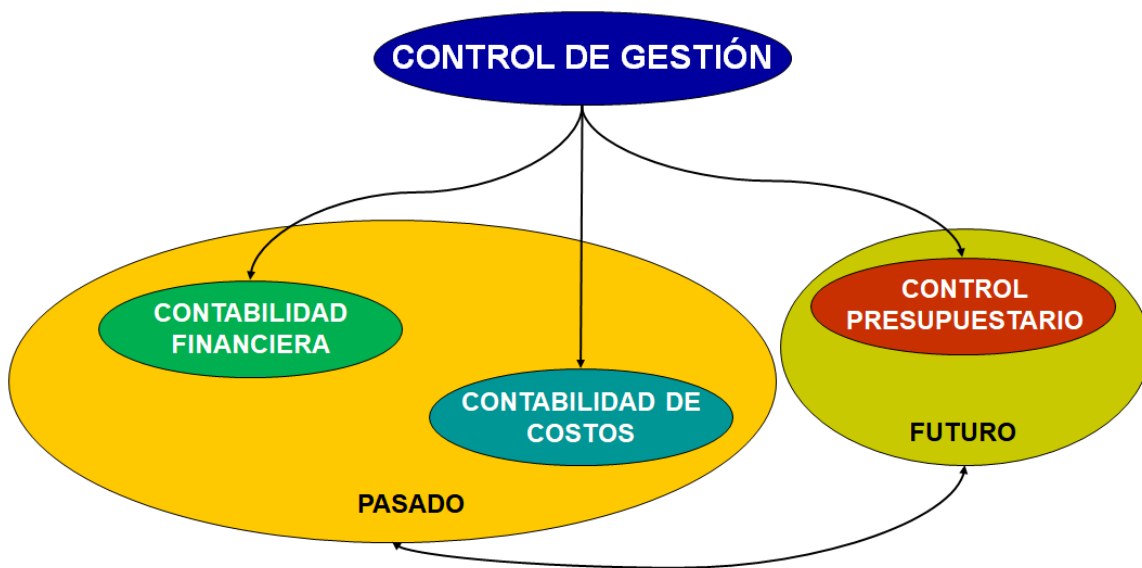 CONTROL DE GESTIÓN
CONTABILIDAD
FINANCIERA
CONTABILIDAD DE
COSTOS
PASADO
CONTROL
PRESUPUESTARIO
FUTURO